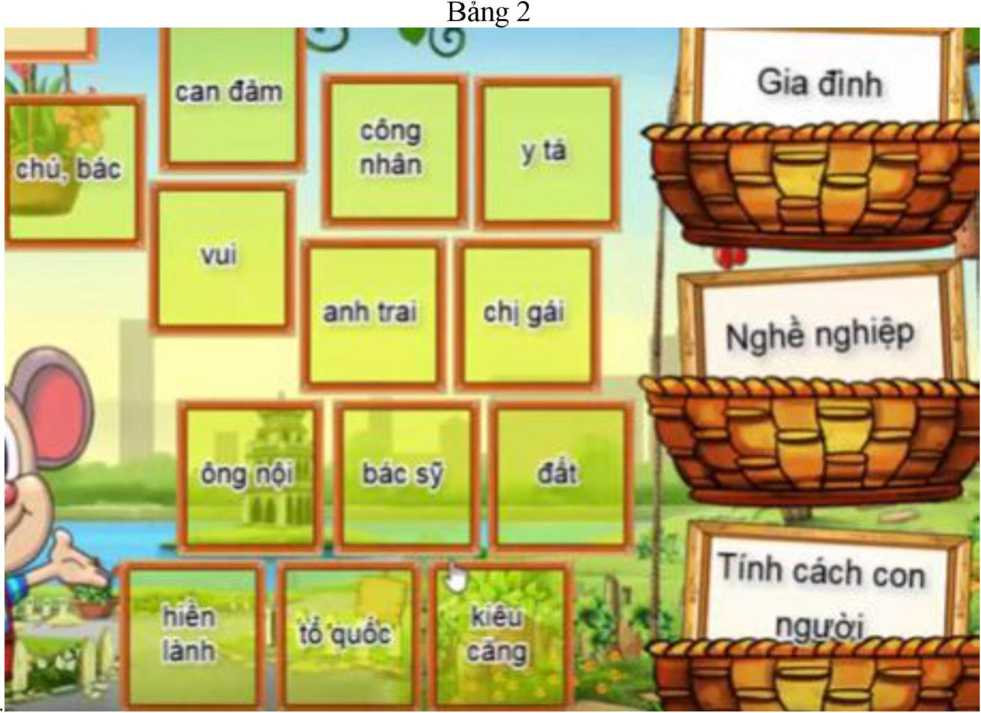 Bảng 2
can đảm
chú, bác
công
nhân
y tá
vui
anh trai
chị gái
ông nội
bác sỹ
đất
hiền
lành
tổ quốc
kiêu
căng
Gia đình
Nghề nghiệp
Tính cách con
người